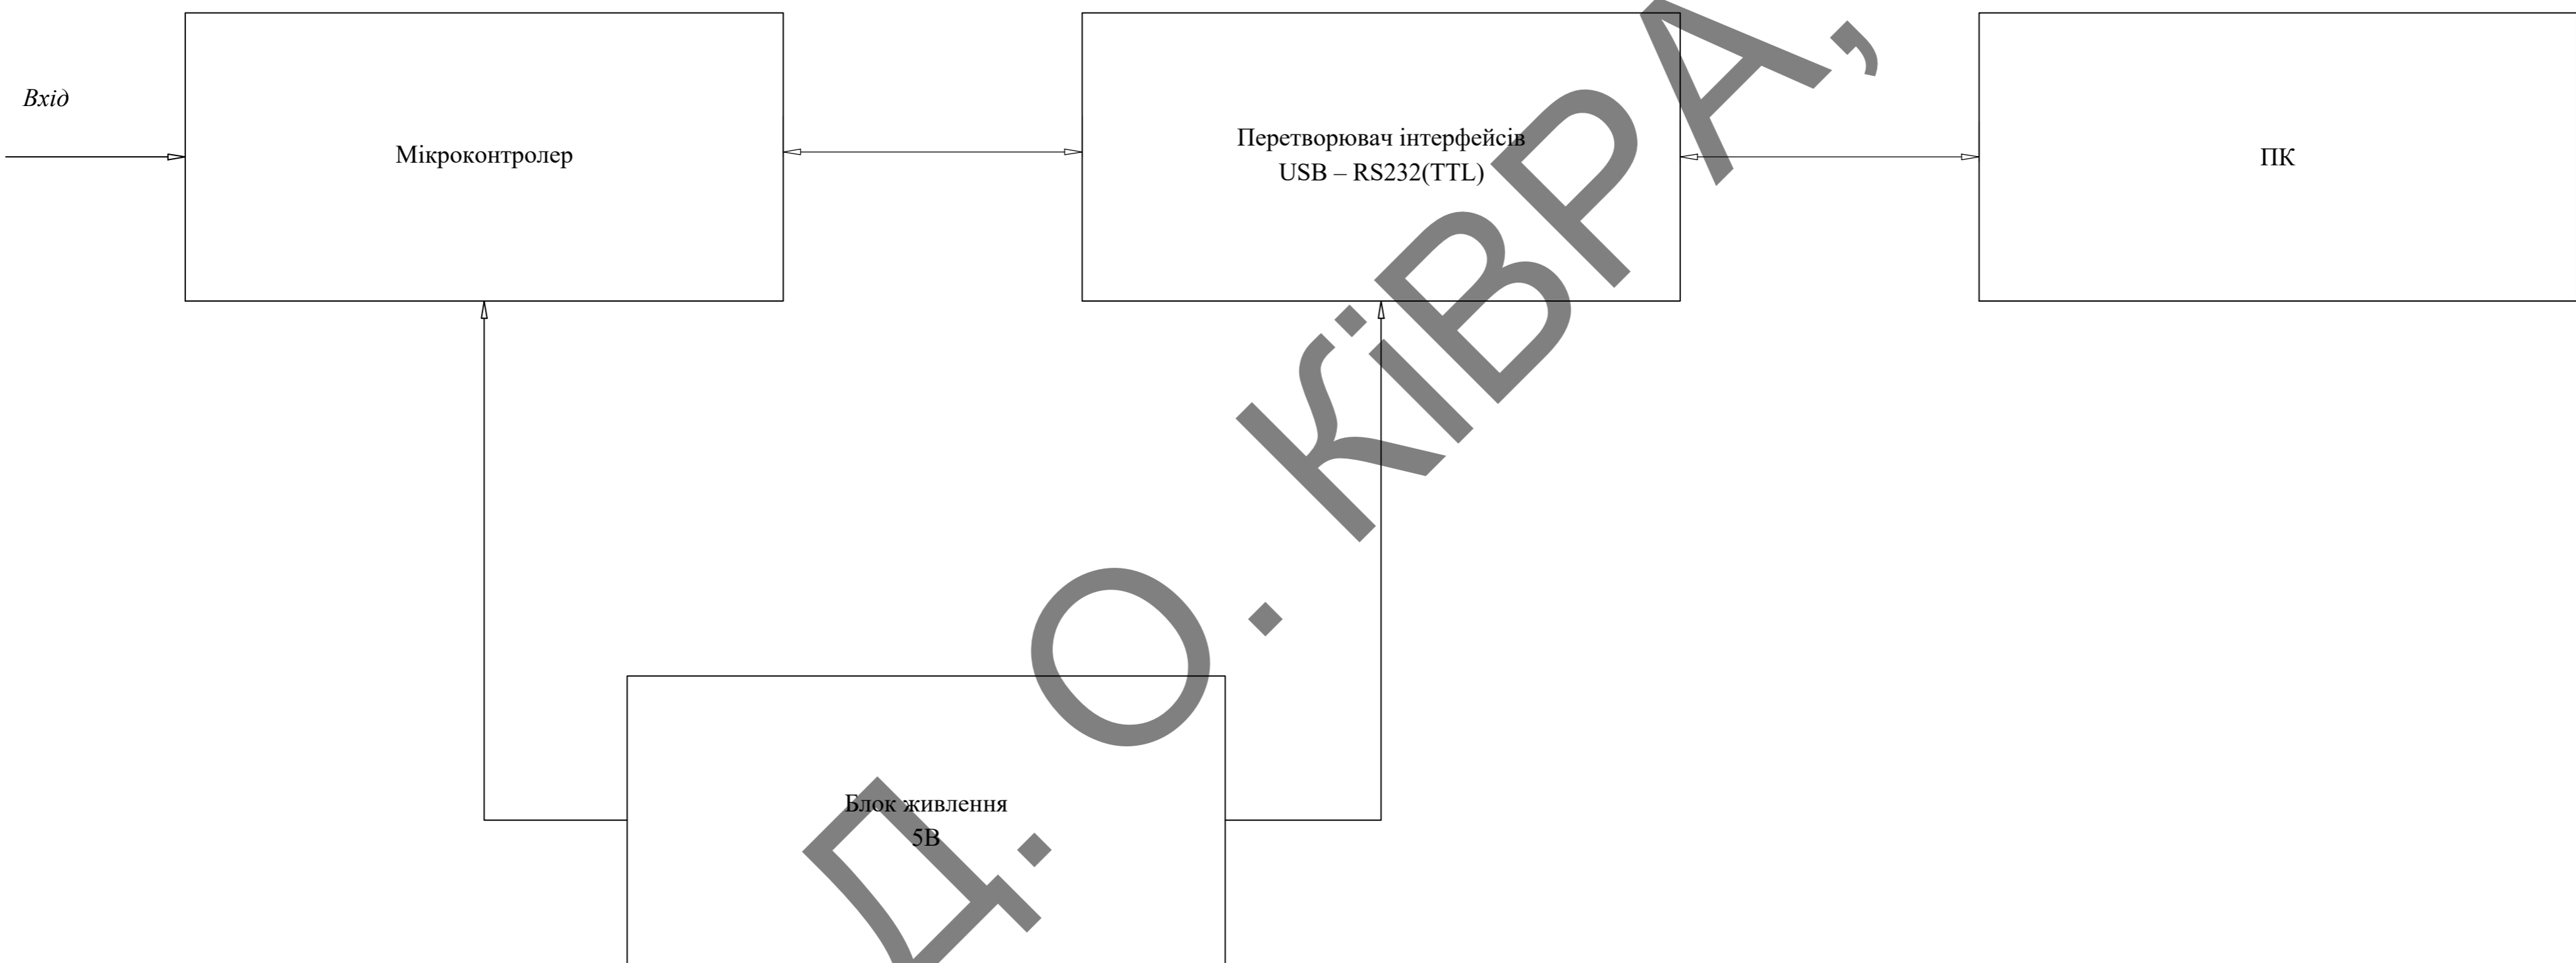 Вхід
Мікроконтролер
Перетворювач інтерфейсів
USB – RS232(TTL)
ПК
Блок живлення
5В
Д. О. КіВРА,